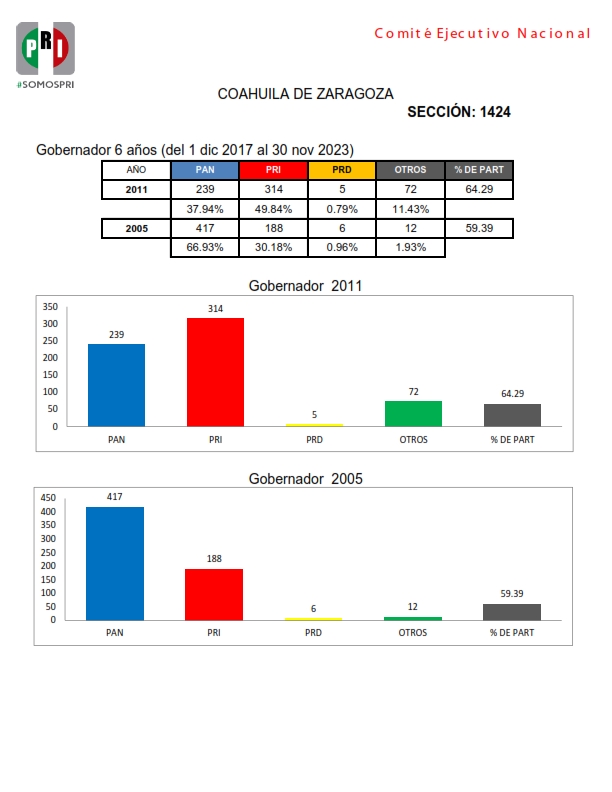 PRI
#SOMOSPRI
Comité Ejecutivo Nacional
COAHUILA DE ZARAGOZA
SECCIÓN: 1424
Gobernador 6 años (del 1 dic 2017 al 30 nov 2023)
AÑO PAN PRI PRD OTROS % DE PART
2011 239 314 5 72 64.29
37.94% 49.84% 0.79% 11.43%
2005 417 188 6 12 59.39
66.93% 30.18% 0.96% 1.93%
Gobernador 2011
350
300
250
200
150
100
50
0
239 314 5 72 64.29
PAN PRI PRD OTROS % DE PART
Gobernador 2005
450
400
350
300
250
200
150
100
50
0
417 188 6 12 59.39
PAN PRI PRD OTROS % DE PART